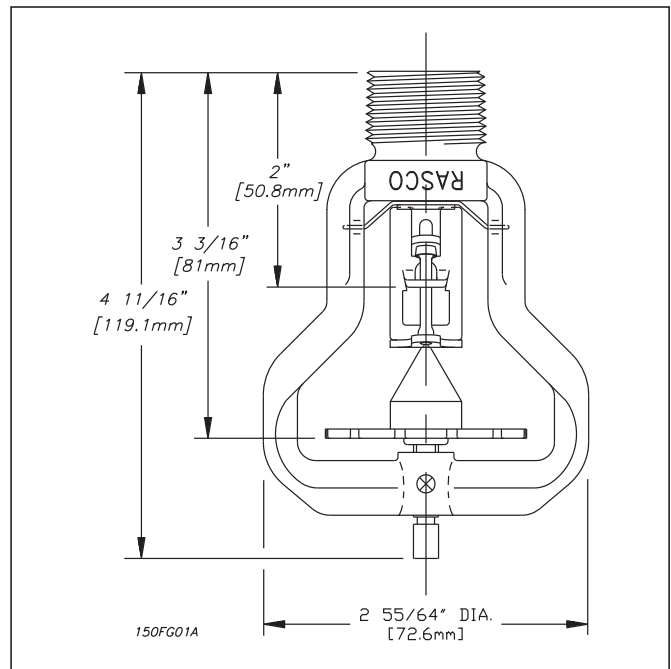 RASCO
2”
[50.8mm]
3 3/16”
[81mm]
4 11/16”
[119.1mm]
2 55/64” DIA.
[72.6mm]
150FG01A